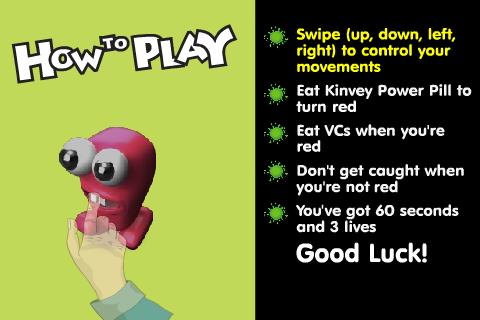 HOW TO PLAY
Swipe (up, down, left,
right) to control your
movements
Eat Kinvey Power Pill to
turn red
Eat VCs when you're
red
Don't get caught when
you're not red
You've got 60 seconds
and 3 lives
Good Luck!